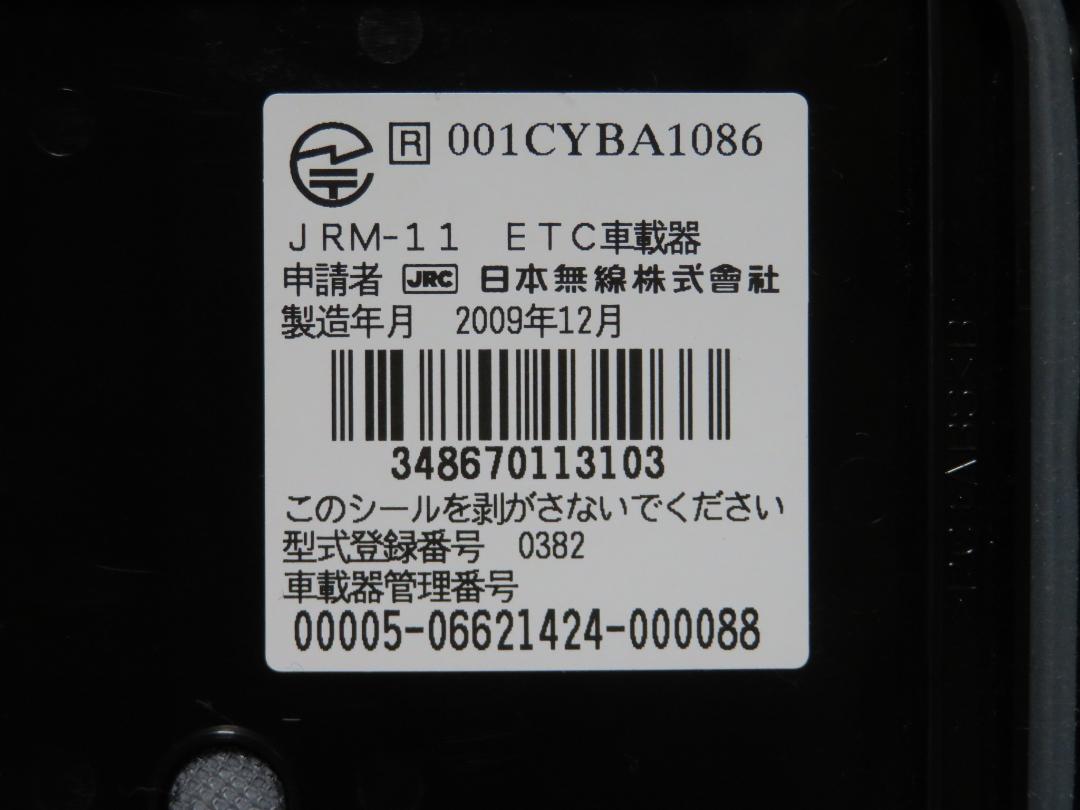 R 001CYBA1086
JRM-11 ETC車載器
申請者 JRC 日本無線株式會社
製造年月 2009年12月
348670113103
このシールを剥がさないでください
型式登録番号 0382
車載器管理番号
00005-06621424-000088